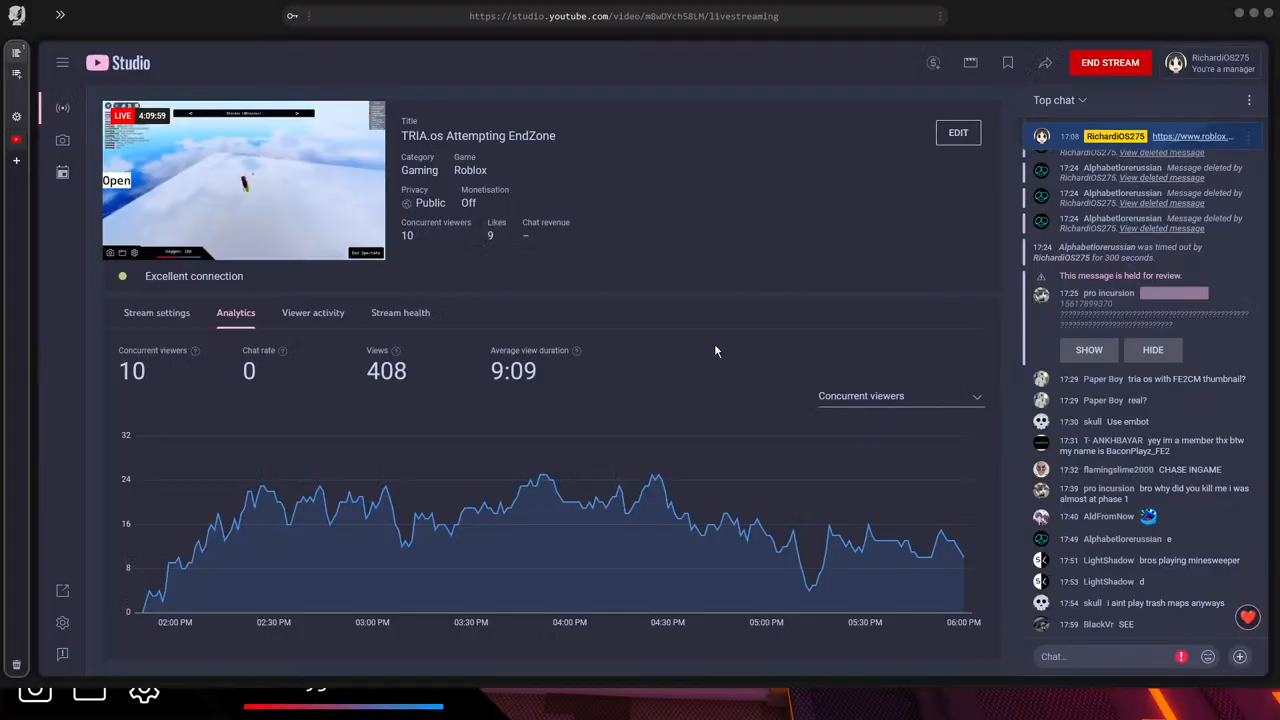 https://studio.youtube.com/video/m8wOYch58LM/livestreaming
Studio
END STREAM
RichardiOS275
You're a manager
LIVE 4:09:59
Open
Oxygen: 100
End Spectate
Title
TRIA.os Attempting EndZone
EDIT
Category
Game
Gaming
Roblox
Privacy
Monetisation
Public
Off
Concurrent viewers
Likes
Chat revenue
10
9
–
Excellent connection
Stream settings
Analytics
Viewer activity
Stream health
Concurrent viewers
Chat rate
Views
Average view duration
10
0
408
9:09
Concurrent viewers
32
24
16
8
0
02:00 PM
02:30 PM
03:00 PM
03:30 PM
04:00 PM
04:30 PM
05:00 PM
05:30 PM
06:00 PM
Top chat
17:08 RichardiOS275 https://www.roblox....
RichardiOS275. View deleted message
17:24 Alphabetlorerussian Message deleted by
RichardiOS275. View deleted message
17:24 Alphabetlorerussian Message deleted by
RichardiOS275. View deleted message
17:24 Alphabetlorerussian Message deleted by
RichardiOS275. View deleted message
17:24 Alphabetlorerussian was timed out by
RichardiOS275 for 300 seconds.
This message is held for review.
17:25 pro incursion
15617899370
SHOW
HIDE
17:29 Paper Boy tria os with FE2CM thumbnail?
17:29 Paper Boy real?
17:30 skull Use embot
17:31 T- ANKHBAYAR yey im a member thx btw
my name is BaconPlayz_FE2
17:32 flamingslime2000 CHASE INGAME
17:39 pro incursion bro why did you kill me i was
almost at phase 1
17:40 AldFromNow
17:49 Alphabetlorerussian e
17:51 LightShadow bros playing minesweeper
17:53 LightShadow d
17:54 skull i aint play trash maps anyways
17:59 BlackVr SEE
Chat...